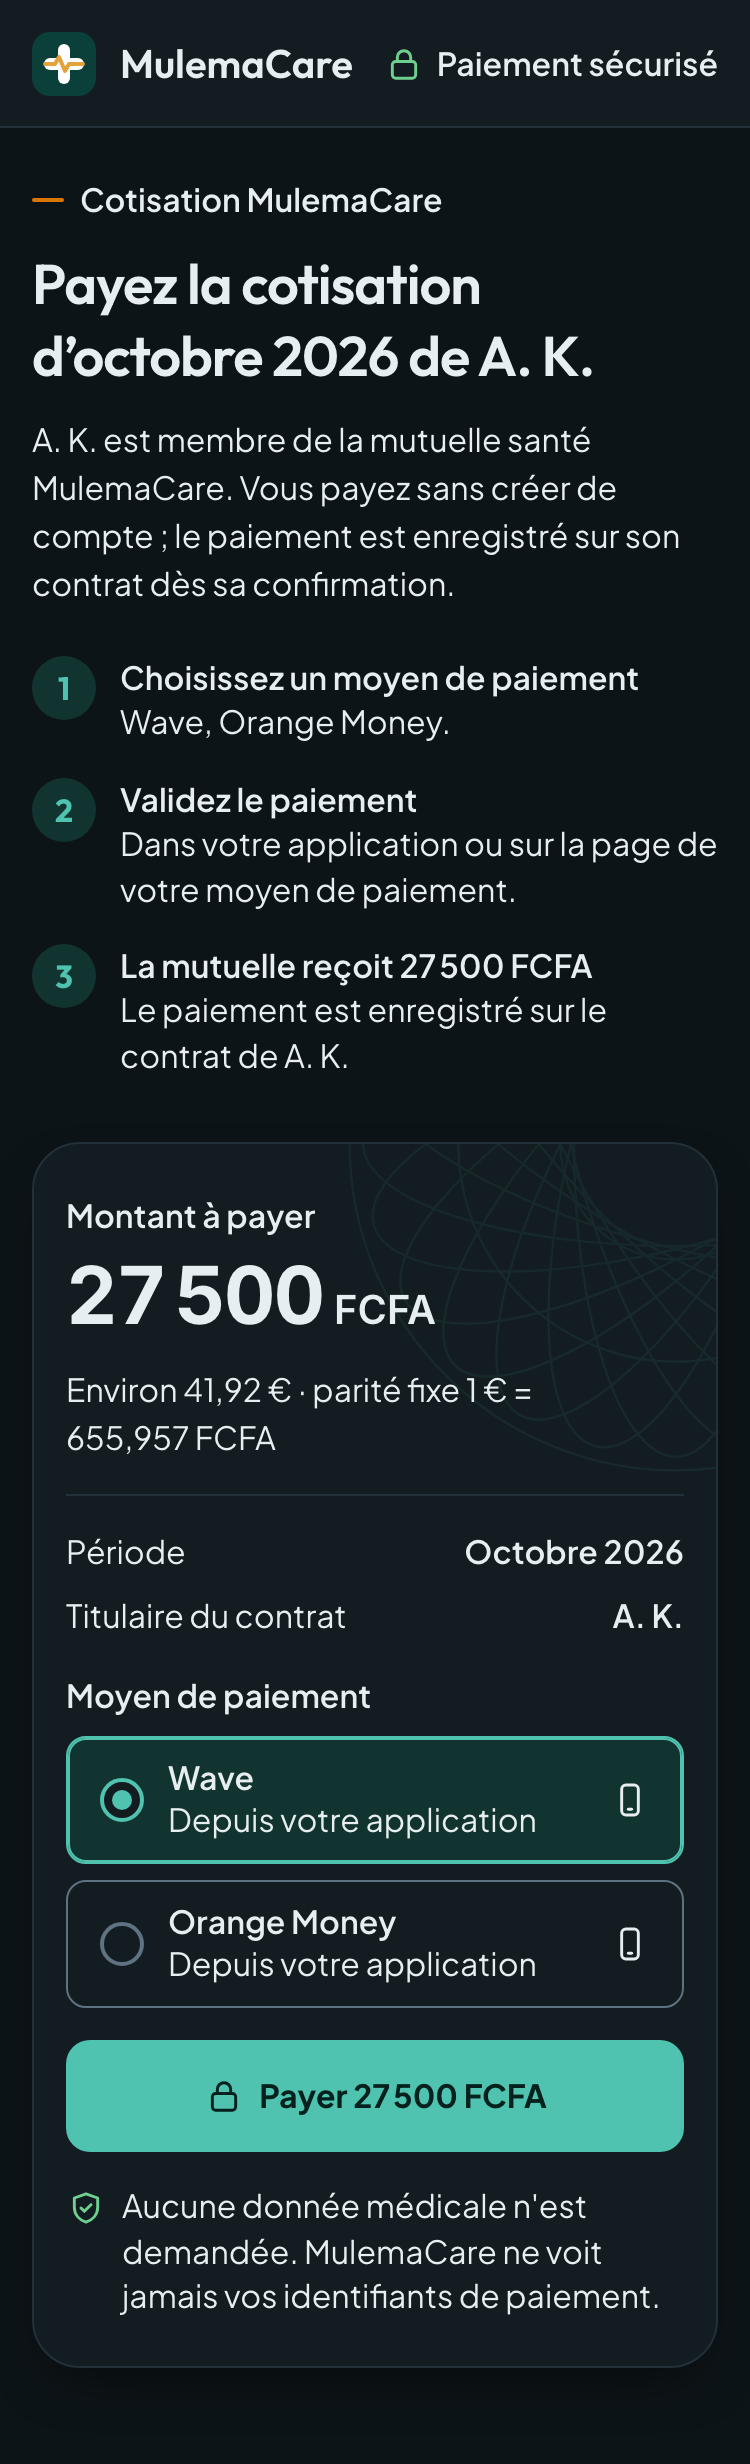 MulemaCare
Paiement sécurisé
Cotisation MulemaCare
Payez la cotisation
d’octobre 2026 de A. K.
A. K. est membre de la mutuelle santé
MulemaCare. Vous payez sans créer de
compte ; le paiement est enregistré sur son
contrat dès sa confirmation.
1
Choisissez un moyen de paiement
Wave, Orange Money.
2
Validez le paiement
Dans votre application ou sur la page de
votre moyen de paiement.
3
La mutuelle reçoit 27 500 FCFA
Le paiement est enregistré sur le
contrat de A. K.
Montant à payer
27 500 FCFA
Environ 41,92 € · parité fixe 1 € =
655,957 FCFA
Période Octobre 2026
Titulaire du contrat A. K.
Moyen de paiement
Wave
Depuis votre application
Orange Money
Depuis votre application
Payer 27 500 FCFA
Aucune donnée médicale n'est
demandée. MulemaCare ne voit
jamais vos identifiants de paiement.